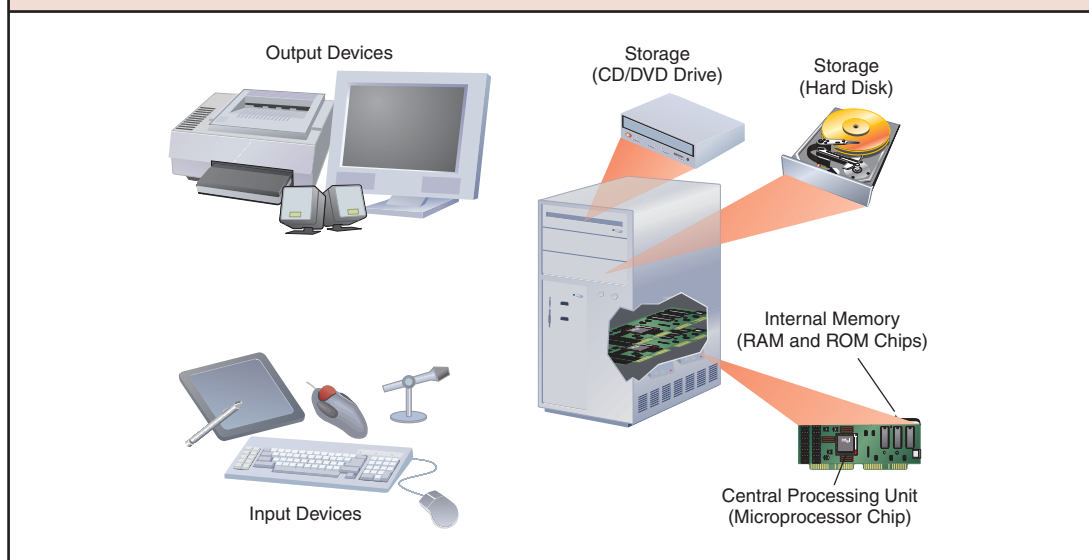 Output Devices
Storage
(CD/DVD Drive)
Storage
(Hard Disk)
Internal Memory
(RAM and ROM Chips)
Central Processing Unit
(Microprocessor Chip)
Input Devices